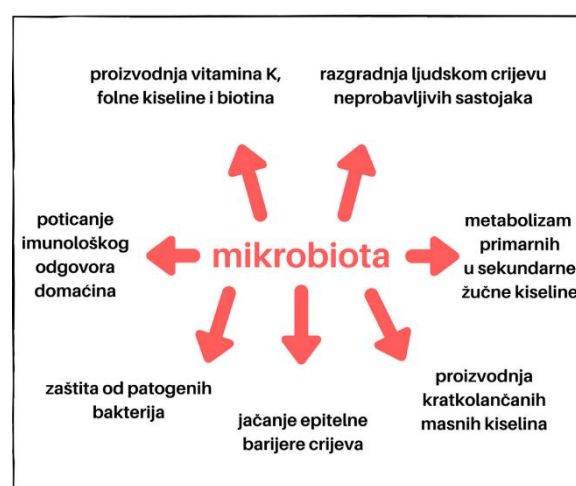 proizvodnja vitamina K,
folne kiseline i biotina
razgradnja ljudskom crijevu
neprobavljivih sastojaka
poticanje
imunološkog
odgovora
domaćina
mikrobiota
metabolizam
primarnih
u sekundarne
žučne kiseline
zaštita od patogenih
bakterija
jačanje epitelne
barijere crijeva
proizvodnja
kratkolančanih
masnih kiselina